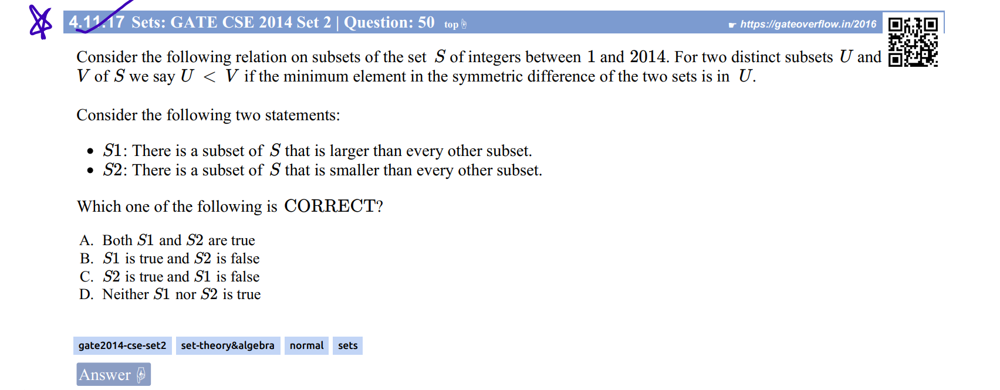 4.11.17 Sets: GATE CSE 2014 Set 2 | Question: 50 top
https://gateoverflow.in/2016
Consider the following relation on subsets of the set S of integers between 1 and 2014. For two distinct subsets U and
V of S we say U < V if the minimum element in the symmetric difference of the two sets is in U.
Consider the following two statements:
• S1: There is a subset of S that is larger than every other subset.
• S2: There is a subset of S that is smaller than every other subset.
Which one of the following is CORRECT?
A. Both S1 and S2 are true
B. S1 is true and S2 is false
C. S2 is true and S1 is false
D. Neither S1 nor S2 is true
gate2014-cse-set2 set-theory&algebra normal sets
Answer